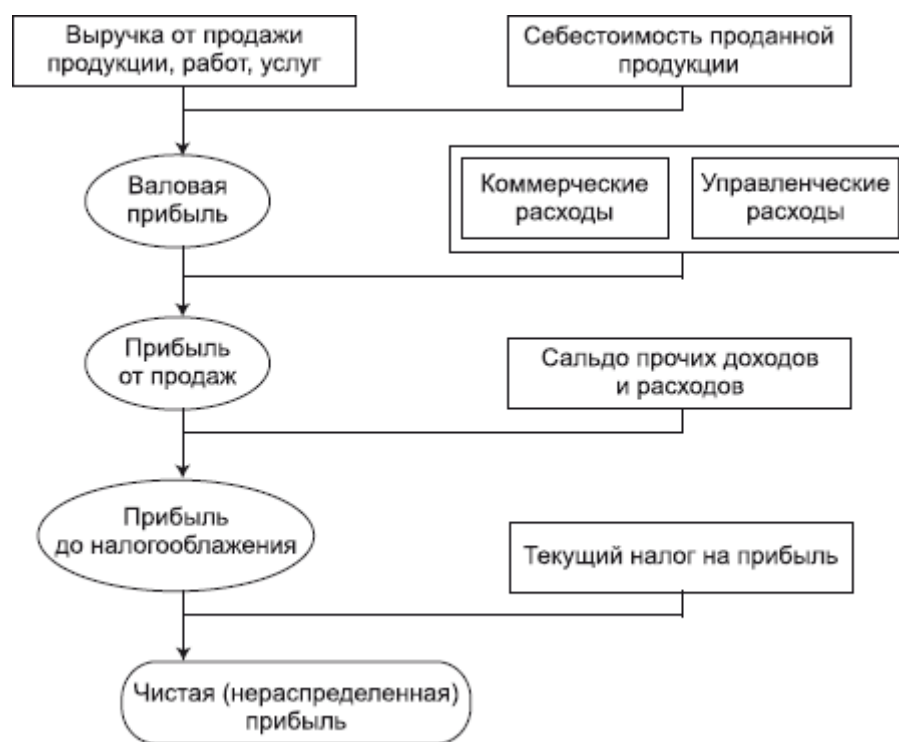 Выручка от продажи
продукции, работ, услуг
Себестоимость проданной
продукции
Валовая
прибыль
Коммерческие
расходы
Управленческие
расходы
Прибыль
от продаж
Сальдо прочих доходов
и расходов
Прибыль
до налогооблажения
Текущий налог на прибыль
Чистая (нераспределенная)
прибыль